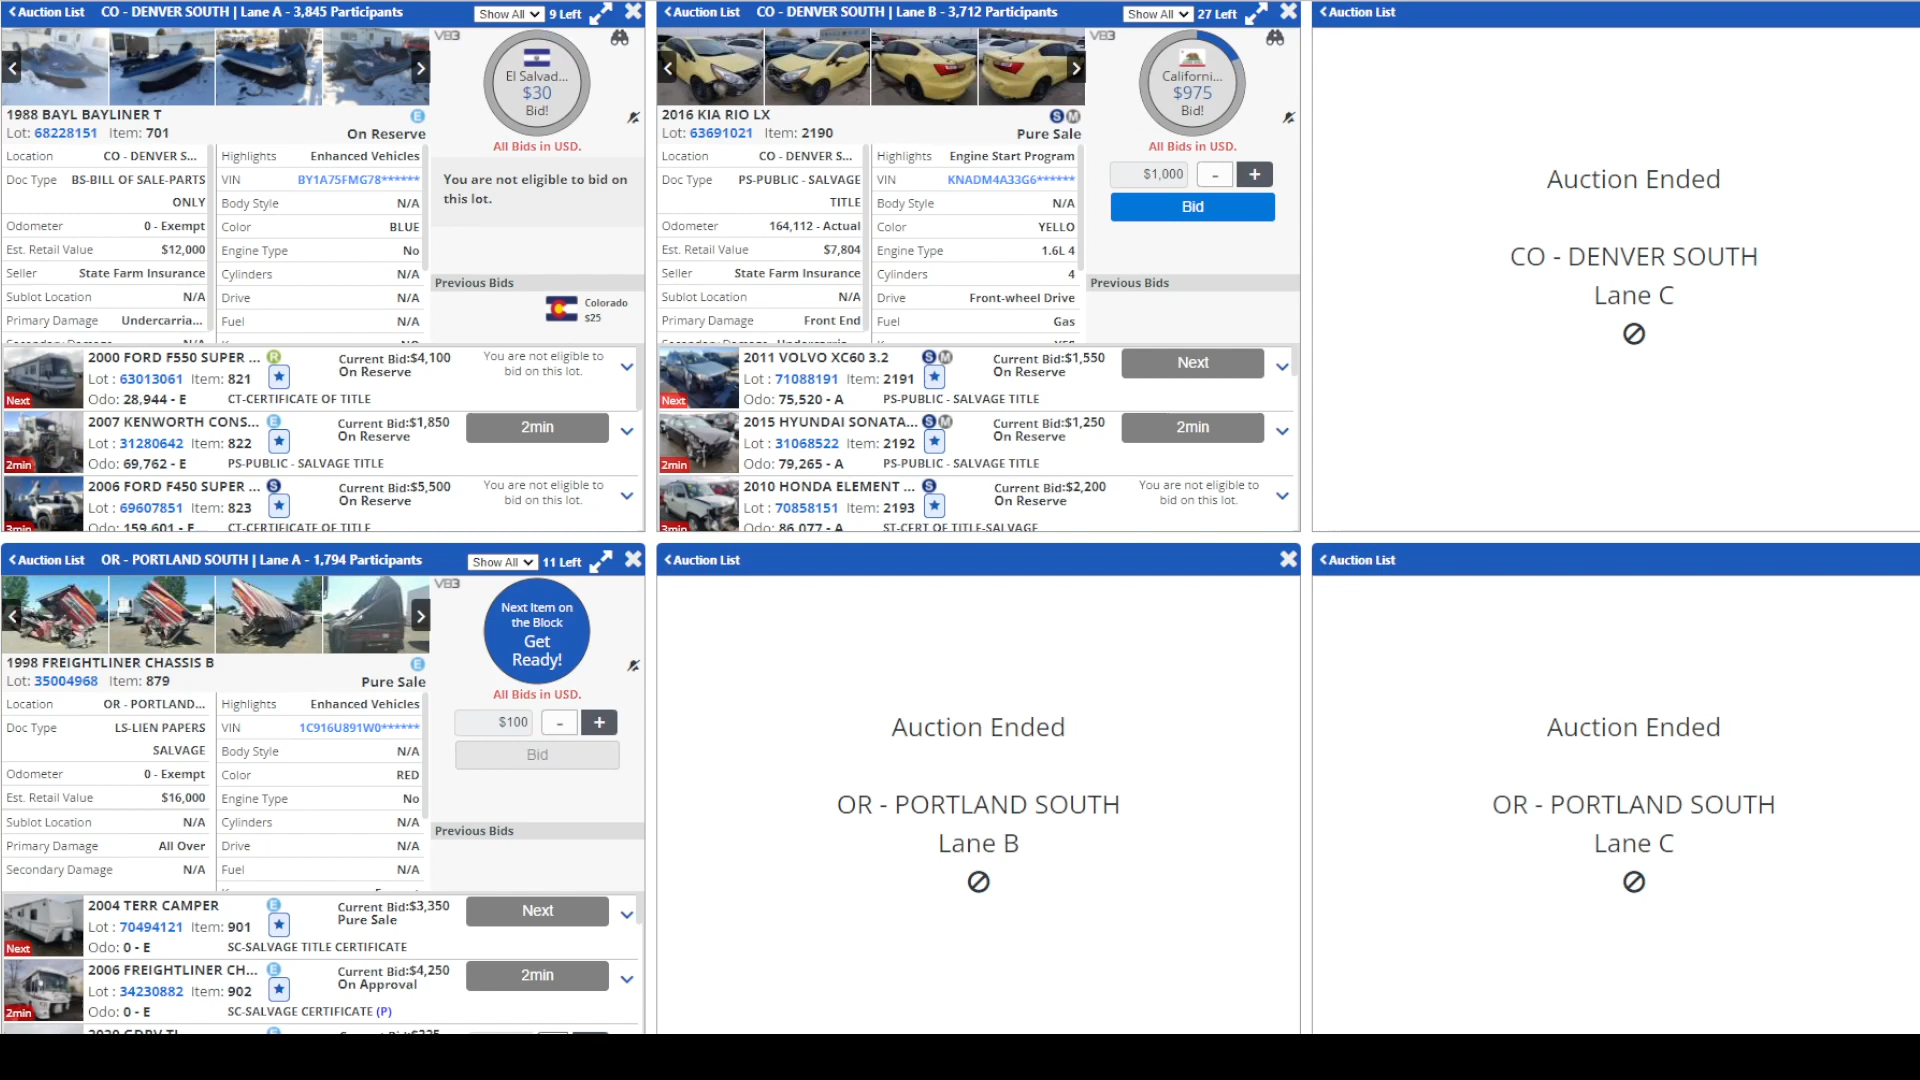 Auction List CO - DENVER SOUTH | Lane A - 3,845 Participants Show All 9 Left
VB3
El Salvad...
$30
Bid!
1988 BAYL BAYLINER T E
Lot: 68228151 Item: 701 On Reserve
All Bids in USD.
You are not eligible to bid on
this lot.
Location CO - DENVER S...
Doc Type BS-BILL OF SALE-PARTS
ONLY
Odometer 0 - Exempt
Est. Retail Value $12,000
Seller State Farm Insurance
Sublot Location N/A
Primary Damage Undercarria...
Highlights Enhanced Vehicles
VIN BY1A75FMG78******
Body Style N/A
Color BLUE
Engine Type No
Cylinders N/A
Drive N/A
Fuel N/A
Previous Bids
Colorado
$25
2000 FORD F550 SUPER ... R Current Bid:$4,100 You are not eligible to
Lot : 63013061 Item: 821 On Reserve bid on this lot.
Next Odo: 28,944 - E CT-CERTIFICATE OF TITLE
2007 KENWORTH CONS... E Current Bid:$1,850 2min
Lot : 31280642 Item: 822 On Reserve
2min Odo: 69,762 - E PS-PUBLIC - SALVAGE TITLE
2006 FORD F450 SUPER ... S Current Bid:$5,500 You are not eligible to
Lot : 69607851 Item: 823 On Reserve bid on this lot.
3min Odo: 159,601 - E CT-CERTIFICATE OF TITLE
Auction List CO - DENVER SOUTH | Lane B - 3,712 Participants Show All 27 Left
VB3
Californi...
$975
Bid!
2016 KIA RIO LX S M
Lot: 63691021 Item: 2190 Pure Sale
All Bids in USD.
$1,000 - +
Bid
Location CO - DENVER S...
Doc Type PS-PUBLIC - SALVAGE
TITLE
Odometer 164,112 - Actual
Est. Retail Value $7,804
Seller State Farm Insurance
Sublot Location N/A
Primary Damage Front End
Highlights Engine Start Program
VIN KNADM4A33G6******
Body Style N/A
Color YELLO
Engine Type 1.6L 4
Cylinders 4
Drive Front-wheel Drive
Fuel Gas
Previous Bids
2011 VOLVO XC60 3.2 S M Current Bid:$1,550 Next
Lot : 71088191 Item: 2191 On Reserve
Next Odo: 75,520 - A PS-PUBLIC - SALVAGE TITLE
2015 HYUNDAI SONATA... S M Current Bid:$1,250 2min
Lot : 31068522 Item: 2192 On Reserve
2min Odo: 79,265 - A PS-PUBLIC - SALVAGE TITLE
2010 HONDA ELEMENT ... S Current Bid:$2,200 You are not eligible to
Lot : 70858151 Item: 2193 On Reserve bid on this lot.
3min Odo: 86,077 - A ST-CERT OF TITLE-SALVAGE
Auction List
Auction Ended
CO - DENVER SOUTH
Lane C
Auction List OR - PORTLAND SOUTH | Lane A - 1,794 Participants Show All 11 Left
VB3
Next Item on
the Block
Get
Ready!
1998 FREIGHTLINER CHASSIS B E
Lot: 35004968 Item: 879 Pure Sale
All Bids in USD.
$100 - +
Bid
Location OR - PORTLAND...
Doc Type LS-LIEN PAPERS
SALVAGE
Odometer 0 - Exempt
Est. Retail Value $16,000
Sublot Location N/A
Primary Damage All Over
Secondary Damage N/A
Highlights Enhanced Vehicles
VIN 1C916U891W0******
Body Style N/A
Color RED
Engine Type No
Cylinders N/A
Drive N/A
Fuel N/A
Previous Bids
2004 TERR CAMPER E Current Bid:$3,350 Next
Lot : 70494121 Item: 901 Pure Sale
Next Odo: 0 - E SC-SALVAGE TITLE CERTIFICATE
2006 FREIGHTLINER CH... E Current Bid:$4,250 2min
Lot : 34230882 Item: 902 On Approval
2min Odo: 0 - E SC-SALVAGE CERTIFICATE (P)
Auction List
Auction Ended
OR - PORTLAND SOUTH
Lane B
Auction List
Auction Ended
OR - PORTLAND SOUTH
Lane C